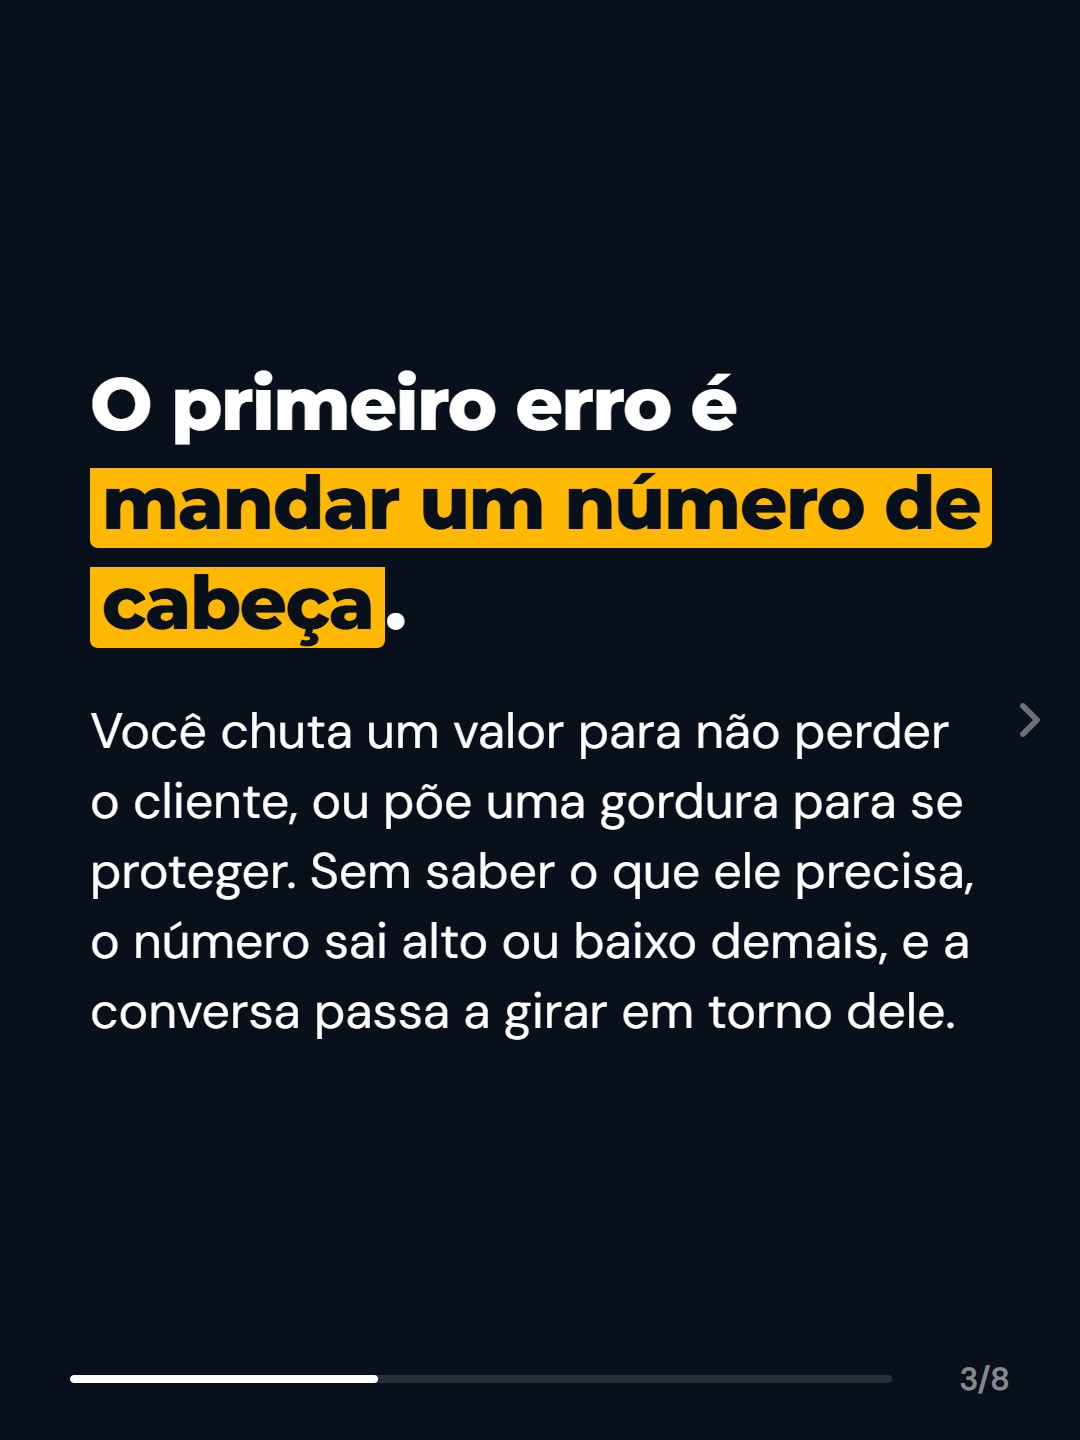 O primeiro erro é
mandar um número de
cabeça.
Você chuta um valor para não perder
o cliente, ou põe uma gordura para se
proteger. Sem saber o que ele precisa,
o número sai alto ou baixo demais, e a
conversa passa a girar em torno dele.
3/8